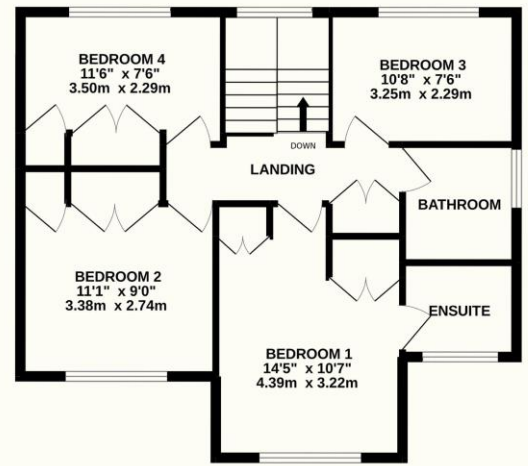 BEDROOM 4
11'6" x 7'6"
3.50m x 2.29m
BEDROOM 3
10'8" x 7'6"
3.25m x 2.29m
DOWN
LANDING
BATHROOM
BEDROOM 2
11'1" x 9'0"
3.38m x 2.74m
ENSUITE
BEDROOM 1
14'5" x 10'7"
4.39m x 3.22m